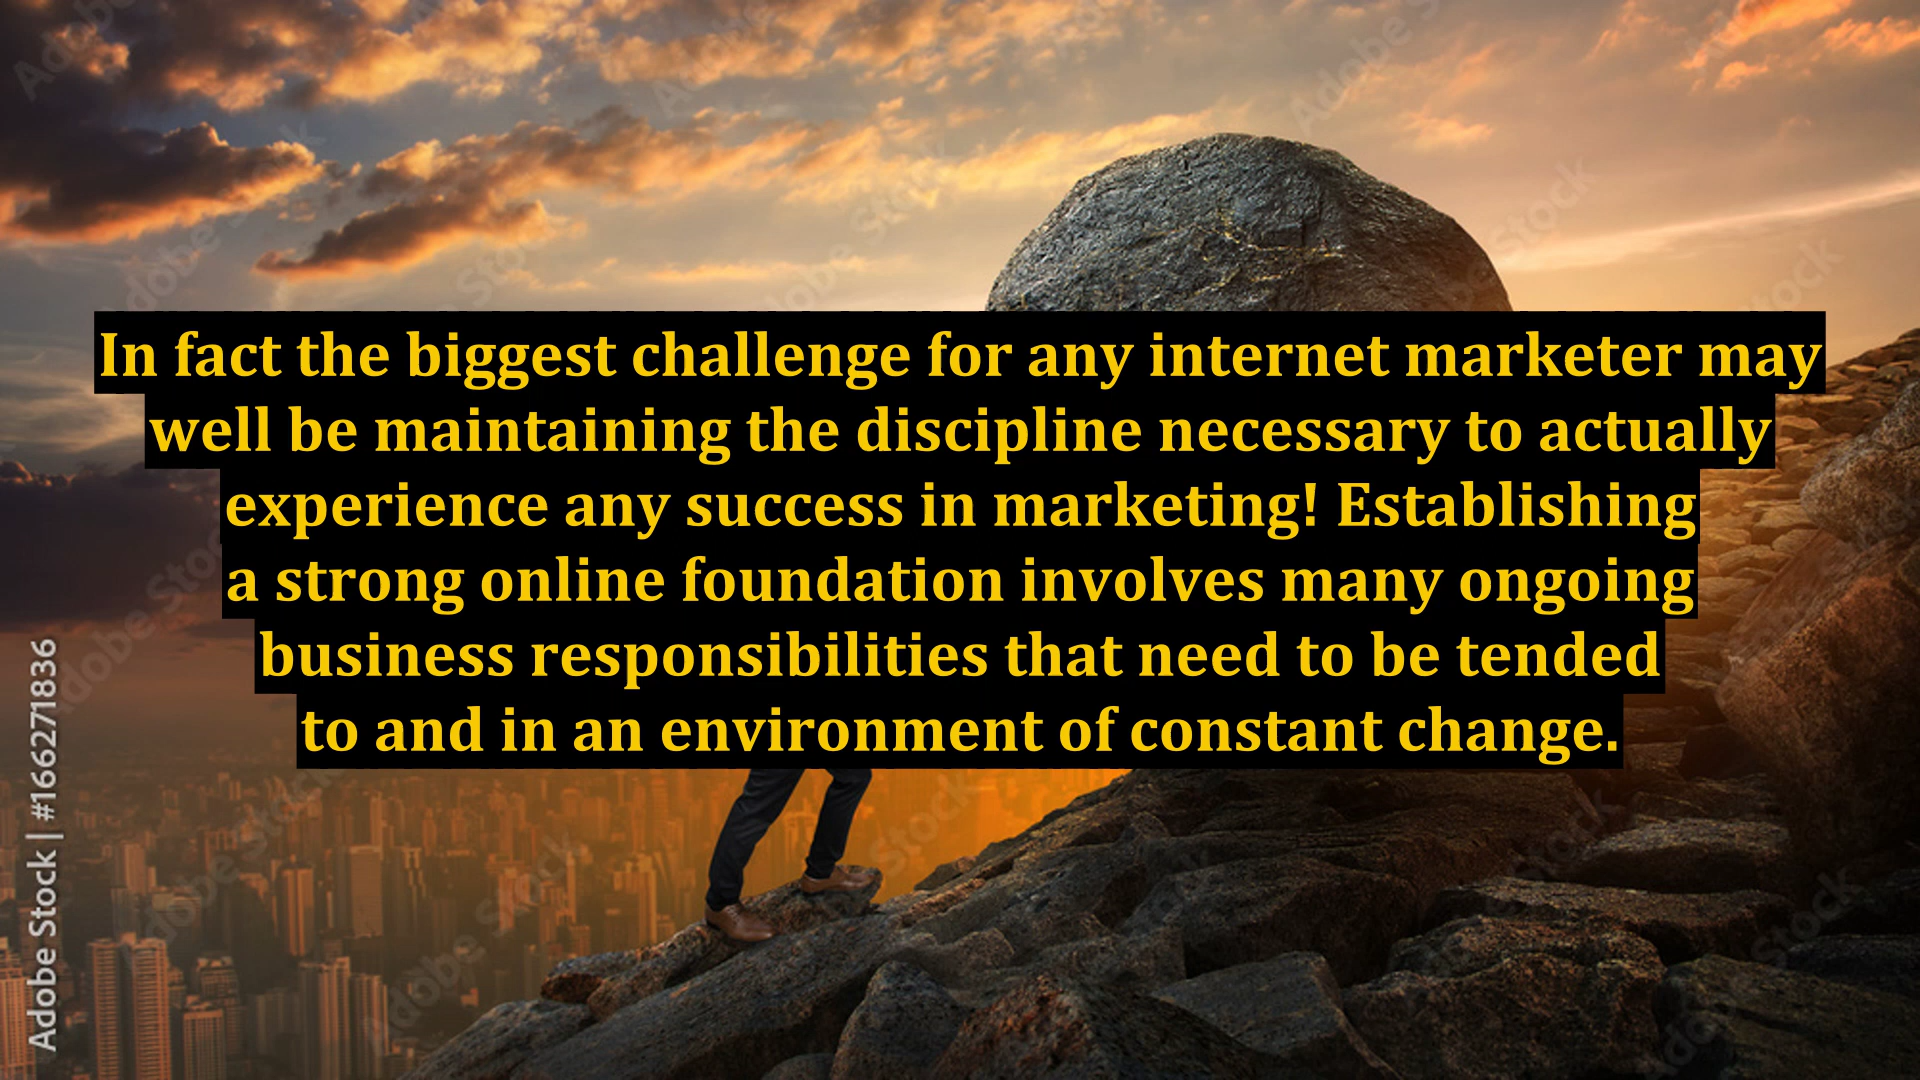 In fact the biggest challenge for any internet marketer may
well be maintaining the discipline necessary to actually
experience any success in marketing! Establishing
a strong online foundation involves many ongoing
business responsibilities that need to be tended
to and in an environment of constant change.
Adobe Stock | #166271836